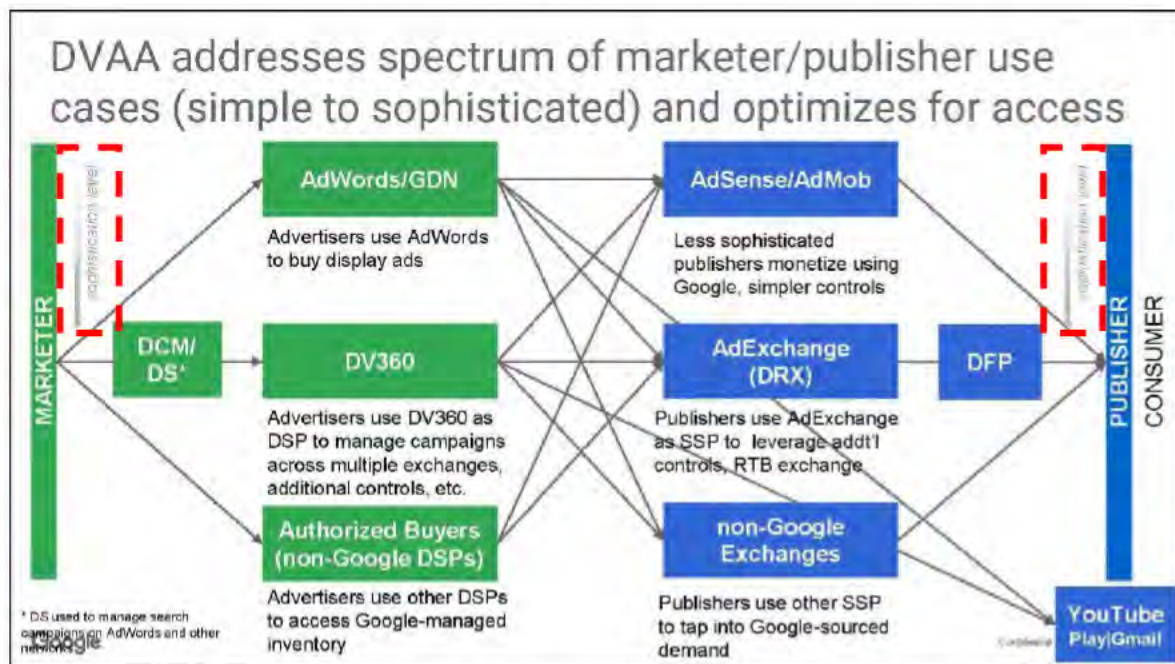 DVAA addresses spectrum of marketer/publisher use
cases (simple to sophisticated) and optimizes for access
MARKETER
sophistication level
DCM/
DS*
AdWords/GDN
Advertisers use AdWords
to buy display ads
DV360
Advertisers use DV360 as
DSP to manage campaigns
across multiple exchanges,
additional controls, etc.
Authorized Buyers
(non-Google DSPs)
Advertisers use other DSPs
to access Google-managed
inventory
AdSense/AdMob
Less sophisticated
publishers monetize using
Google, simpler controls
AdExchange
(DRX)
Publishers use AdExchange
as SSP to leverage addt'l
controls, RTB exchange
non-Google
Exchanges
Publishers use other SSP
to tap into Google-sourced
demand
DFP
sophistication level
PUBLISHER
CONSUMER
YouTube
Play|Gmail
* DS used to manage search
campaigns on AdWords and other
networks
Google